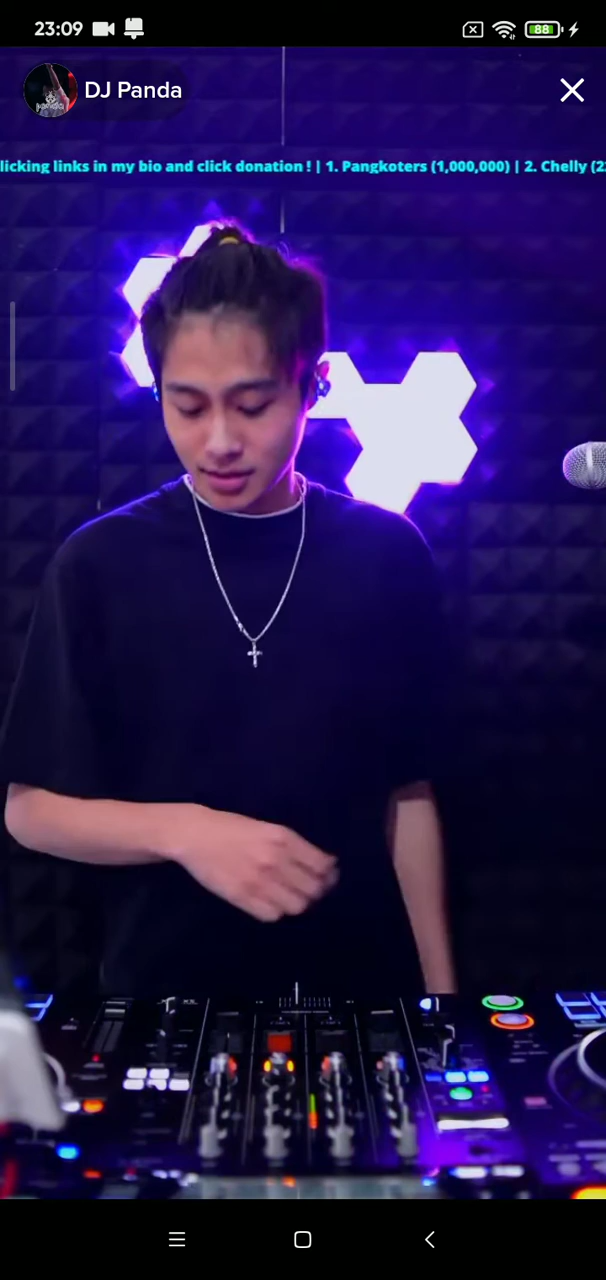 23:09
88
DJ Panda
licking links in my bio and click donation ! | 1. Pangkoters (1,000,000) | 2. Chelly (2